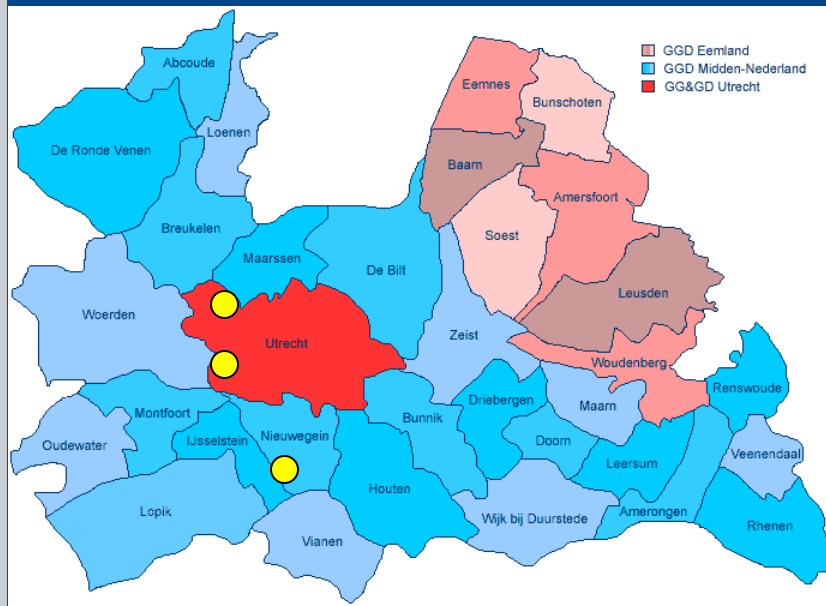 Abcoude
GGD Eemland
GGD Midden-Nederland
GG&GD Utrecht
Eemnes
Bunschoten
Loenen
De Ronde Venen
Baarn
Amersfoort
Breukelen
Soest
Maarssen
De Bilt
Leusden
Woerden
Utrecht
Zeist
Woudenberg
Renswoude
Driebergen
Maarn
Montfoort
Bunnik
Nieuwegein
IJsselstein
Oudewater
Doorn
Veenendaal
Leersum
Houten
Lopik
Wijk bij Duurstede
Amerongen
Rhenen
Vianen